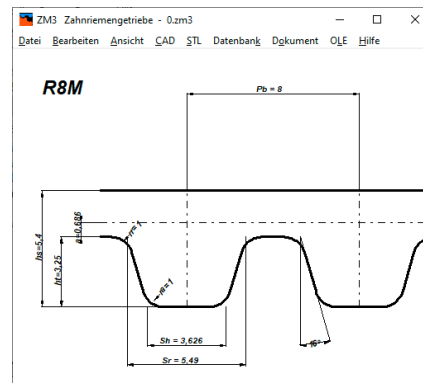 ZM3 Zahnriemengetriebe - 0.zm3
Datei Bearbeiten Ansicht CAD STL Datenbank Dokument OLE Hilfe
R8M
Pb = 8
hs=5,4
ht=3,25
a=0,686
rr= 1
ra= 1
Sh = 3,626
Sr = 5,49
16°